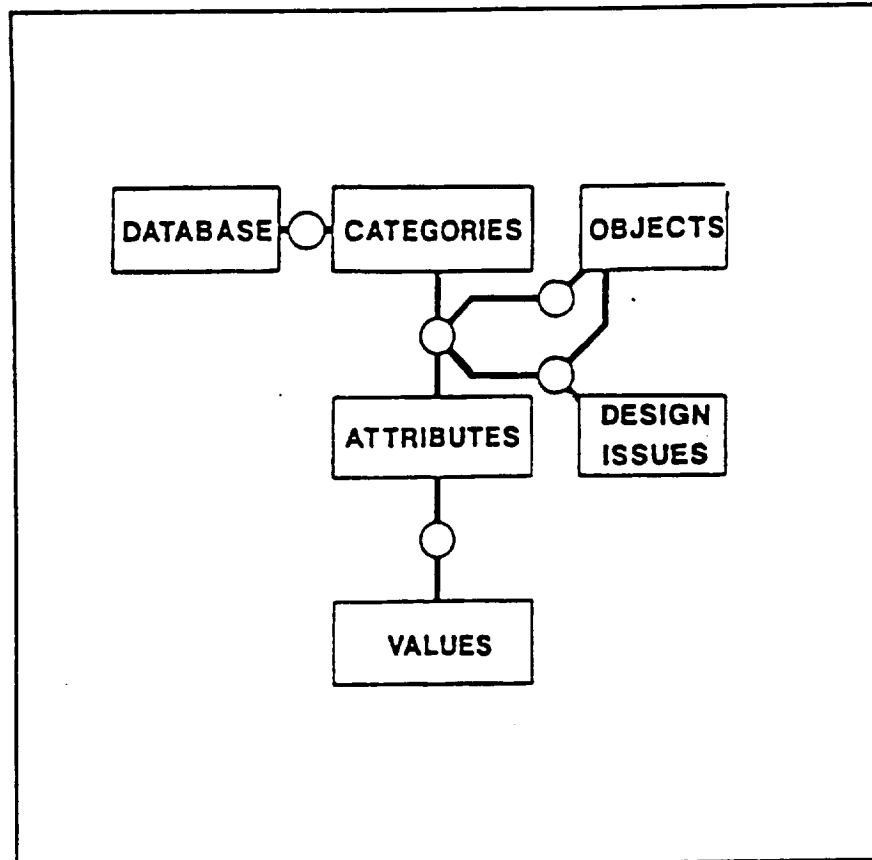 DATABASE
CATEGORIES
OBJECTS
ATTRIBUTES
DESIGN
ISSUES
VALUES